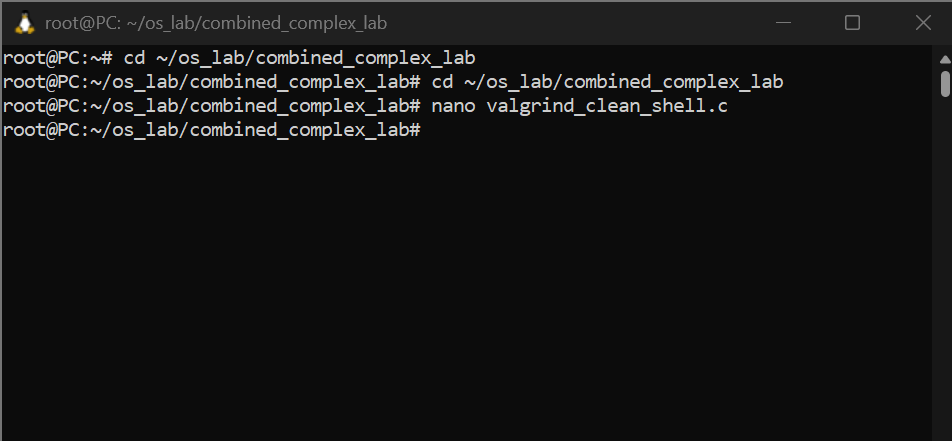 root@PC: ~/os_lab/combined_complex_lab
root@PC:~# cd ~/os_lab/combined_complex_lab
root@PC:~/os_lab/combined_complex_lab# cd ~/os_lab/combined_complex_lab
root@PC:~/os_lab/combined_complex_lab# nano valgrind_clean_shell.c
root@PC:~/os_lab/combined_complex_lab#